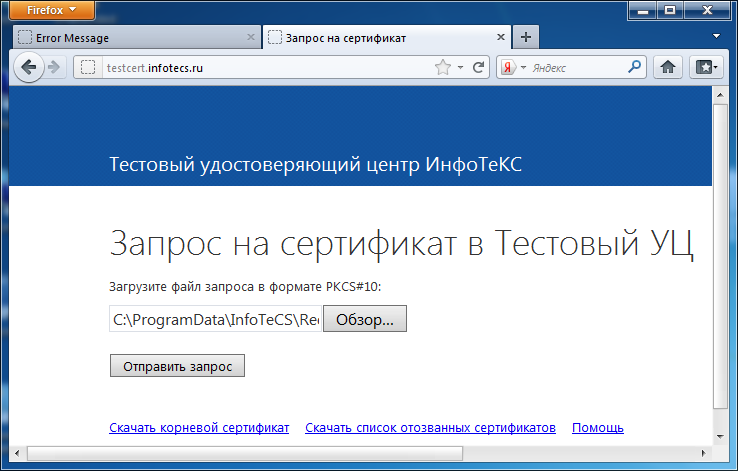 Firefox
Error Message
Запрос на сертификат
testcert.infotecs.ru
Яндекс
Тестовый удостоверяющий центр ИнфоТеКС
Запрос на сертификат в Тестовый УЦ
Загрузите файл запроса в формате PKCS#10:
C:\ProgramData\InfoTeCS\Rec Обзор...
Отправить запрос
Скачать корневой сертификат Скачать список отозванных сертификатов Помощь